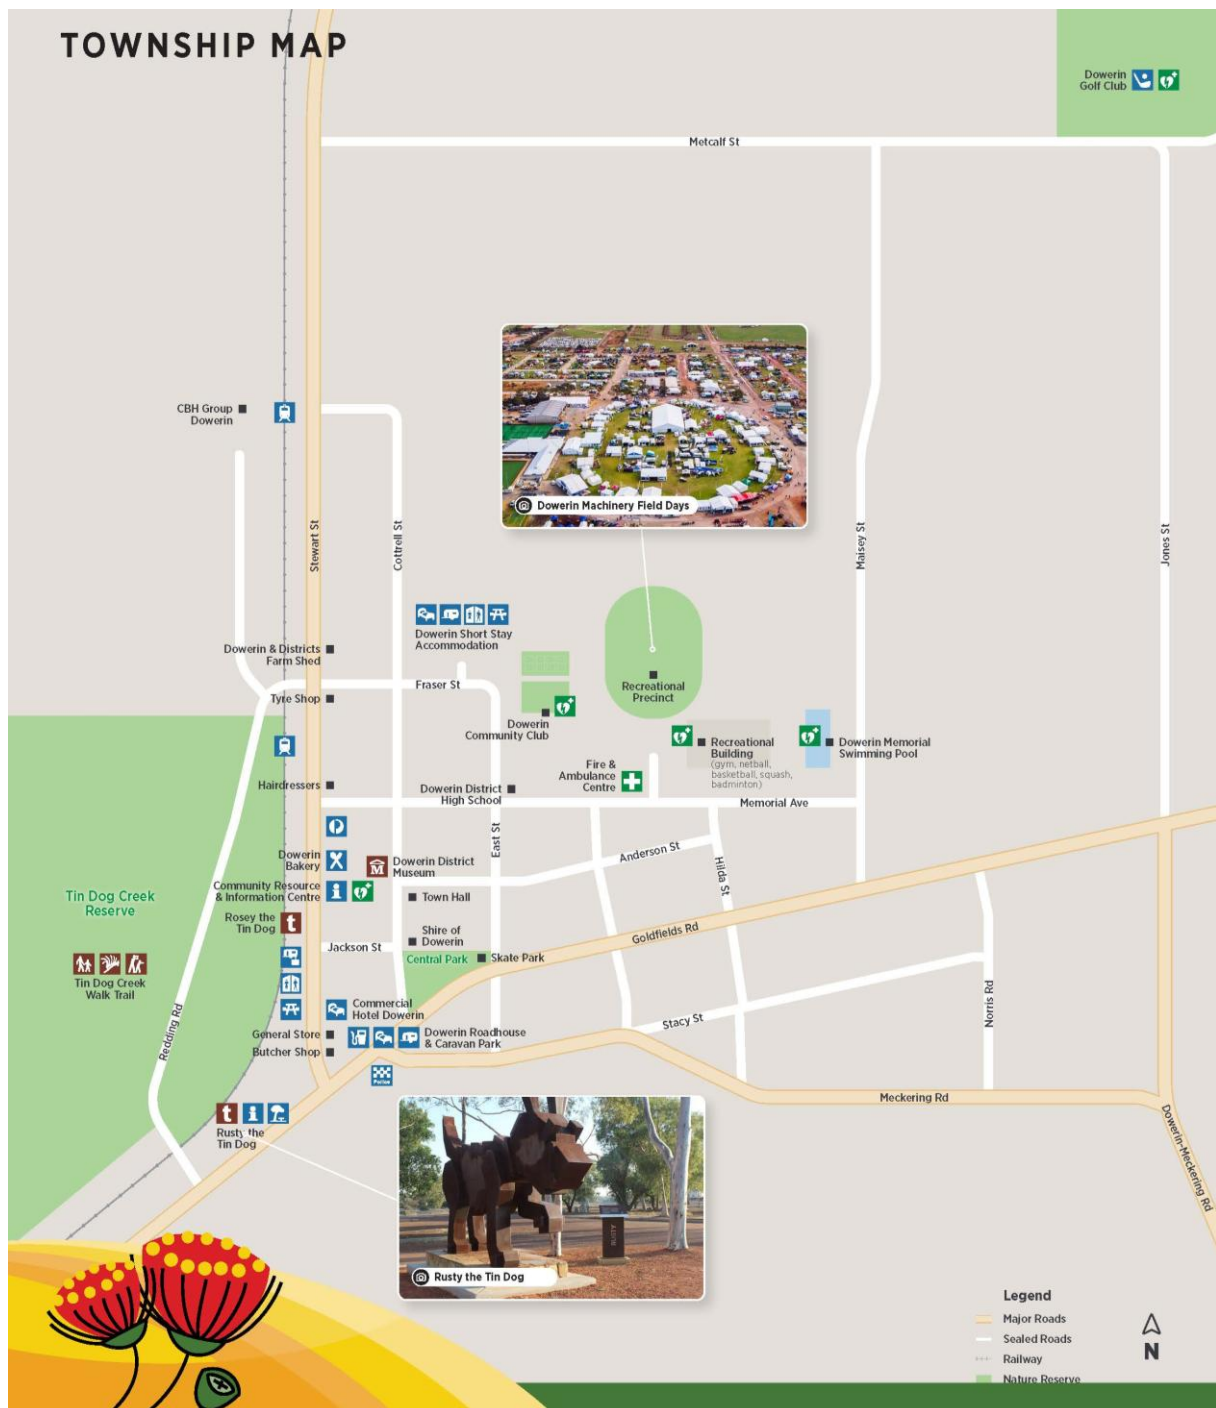 TOWNSHIP MAP
Dowerin
Golf Club
Metcalf St
CBH Group
Dowerin
Dowerin Machinery Field Days
Stewart St
Cottrell St
Maisey St
Jones St
Dowerin Short Stay
Accommodation
Dowerin & Districts
Farm Shed
Fraser St
Tyre Shop
Recreational
Precinct
Dowerin
Community Club
Recreational
Building
(gym, netball,
basketball, squash,
badminton)
Dowerin Memorial
Swimming Pool
Fire &
Ambulance
Centre
Hairdressers
Dowerin District
High School
Memorial Ave
East St
Anderson St
Hilda St
Dowerin
Bakery
M
Dowerin District
Museum
Community Resource
& Information Centre
i
Town Hall
Tin Dog Creek
Reserve
Rosey the
Tin Dog
t
Jackson St
Shire of
Dowerin
Goldfields Rd
Central Park
Skate Park
Tin Dog Creek
Walk Trail
Redding Rd
Commercial
Hotel Dowerin
Norris Rd
Stacy St
General Store
Dowerin Roadhouse
& Caravan Park
Butcher Shop
Meckering Rd
Dowerin-Meckering Rd
t
i
Rusty the
Tin Dog
RUSTY
Rusty the Tin Dog
Legend
Major Roads
Sealed Roads
Railway
Nature Reserve
N